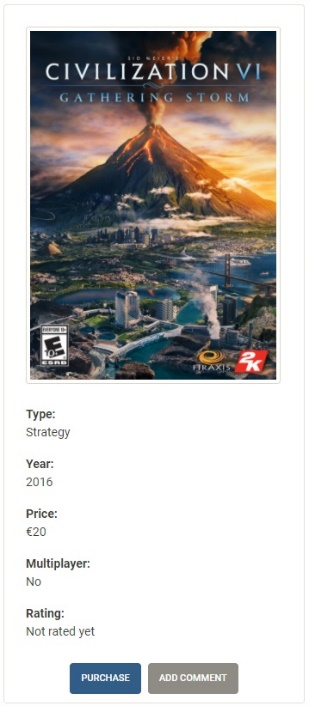 SID MEIER'S
CIVILIZATION VI
GATHERING STORM
EVERYONE 10+
E
10+
ESRB
FIRAXIS
2K
Type:
Strategy
Year:
2016
Price:
€20
Multiplayer:
No
Rating:
Not rated yet
PURCHASE
ADD COMMENT